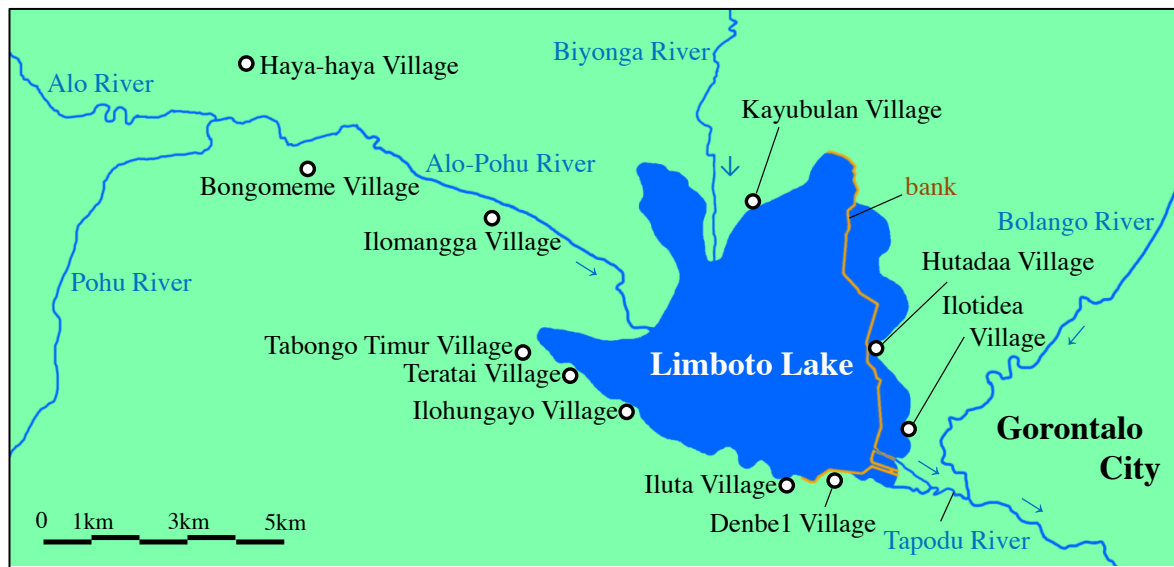 Biyonga River
Haya-haya Village
Alo River
Kayubulan Village
Alo-Pohu River
Bongomeme Village
bank
Bolango River
Ilomangga Village
Hutadaa Village
Pohu River
Ilotidea
Village
Tabongo Timur Village
Limboto Lake
Teratai Village
Ilohungayo Village
Gorontalo
City
Iluta Village
Denbe1 Village
0 1km 3km 5km
Tapodu River